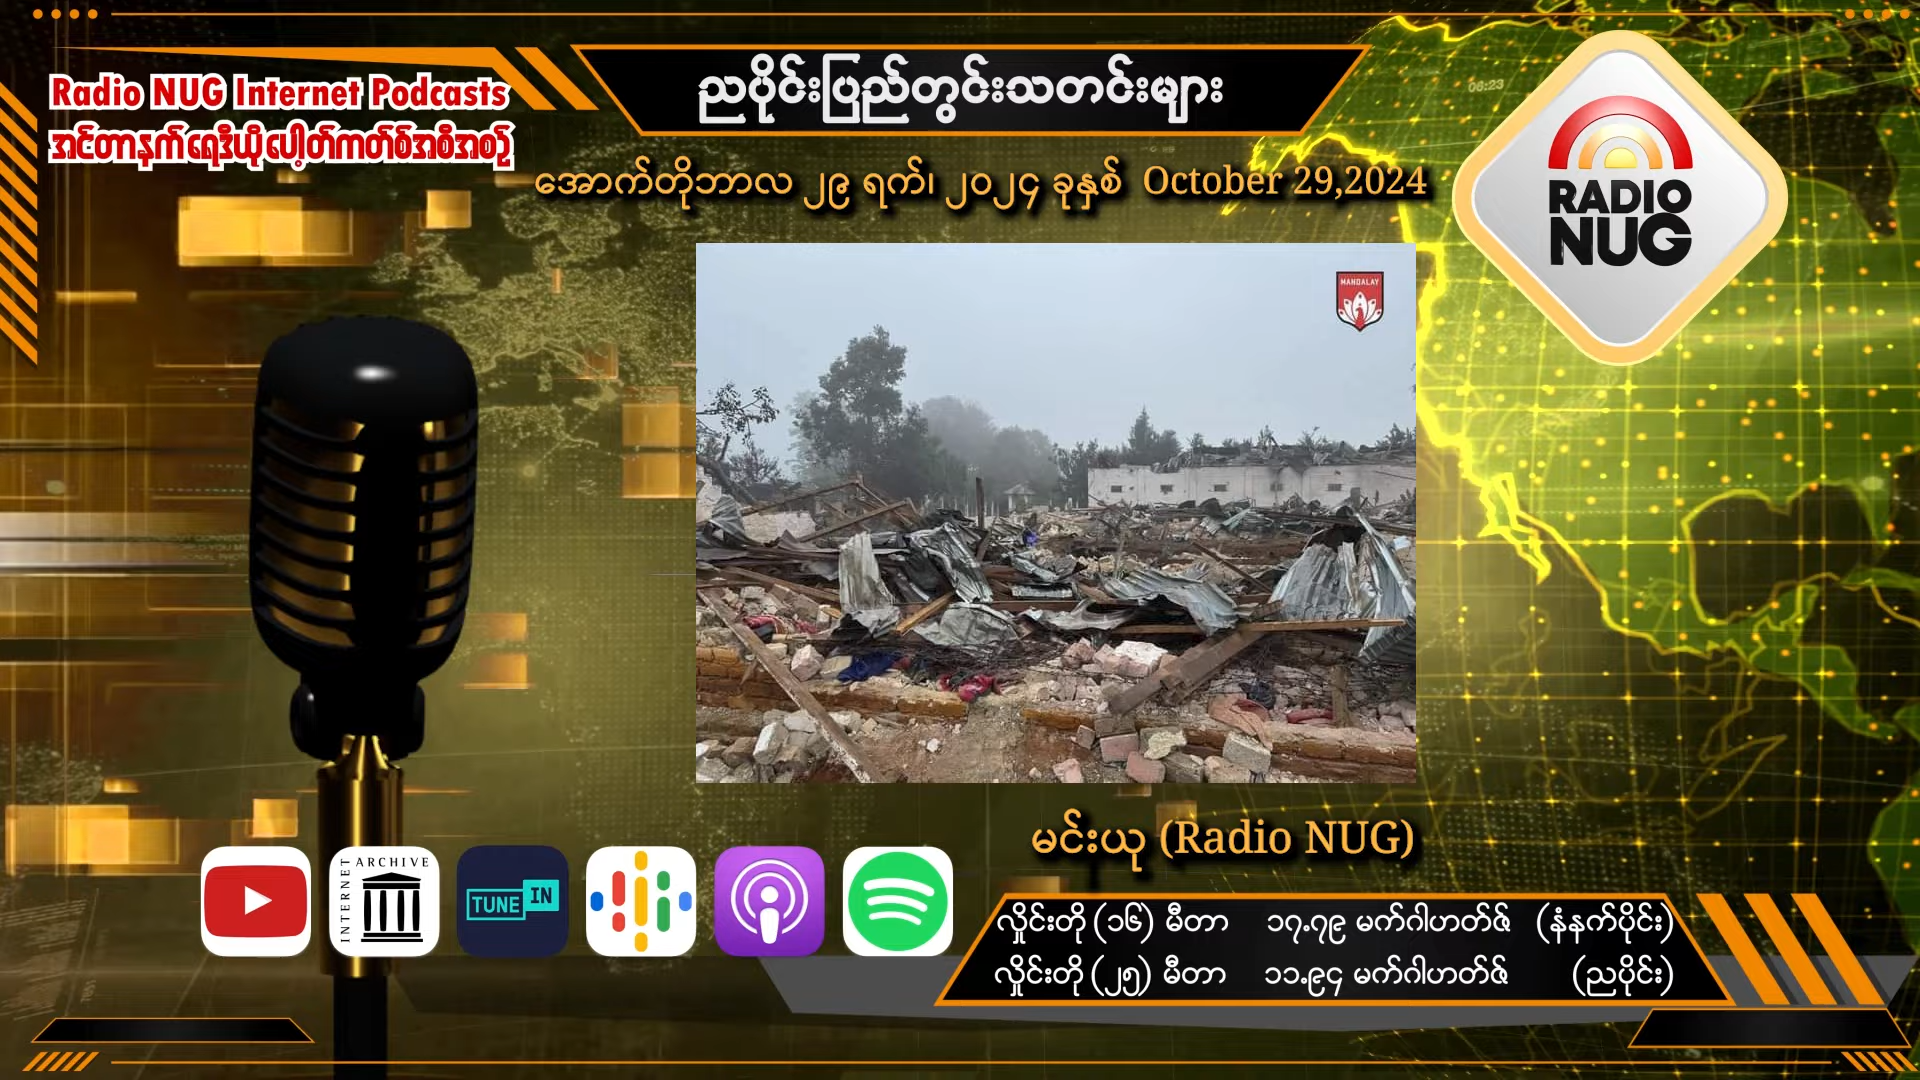 Radio NUG Internet Podcasts
အင်တာနက်ရေဒီယိုပေါ့တ်ကတ်စ်အစီအစဉ်
ညပိုင်းပြည်တွင်းသတင်းများ
အောက်တိုဘာလ ၂၉ ရက်၊ ၂၀၂၄ ခုနှစ် October 29,2024
06:23
RADIO
NUG
MANDALAY
မင်းယု (Radio NUG)
INTERNET ARCHIVE
TUNE IN
လှိုင်းတို (၁၆) မီတာ ၁၇.၇၉ မက်ဂါဟတ်ဇ် (နံနက်ပိုင်း)
လှိုင်းတို (၂၅) မီတာ ၁၁.၉၄ မက်ဂါဟတ်ဇ် (ညပိုင်း)